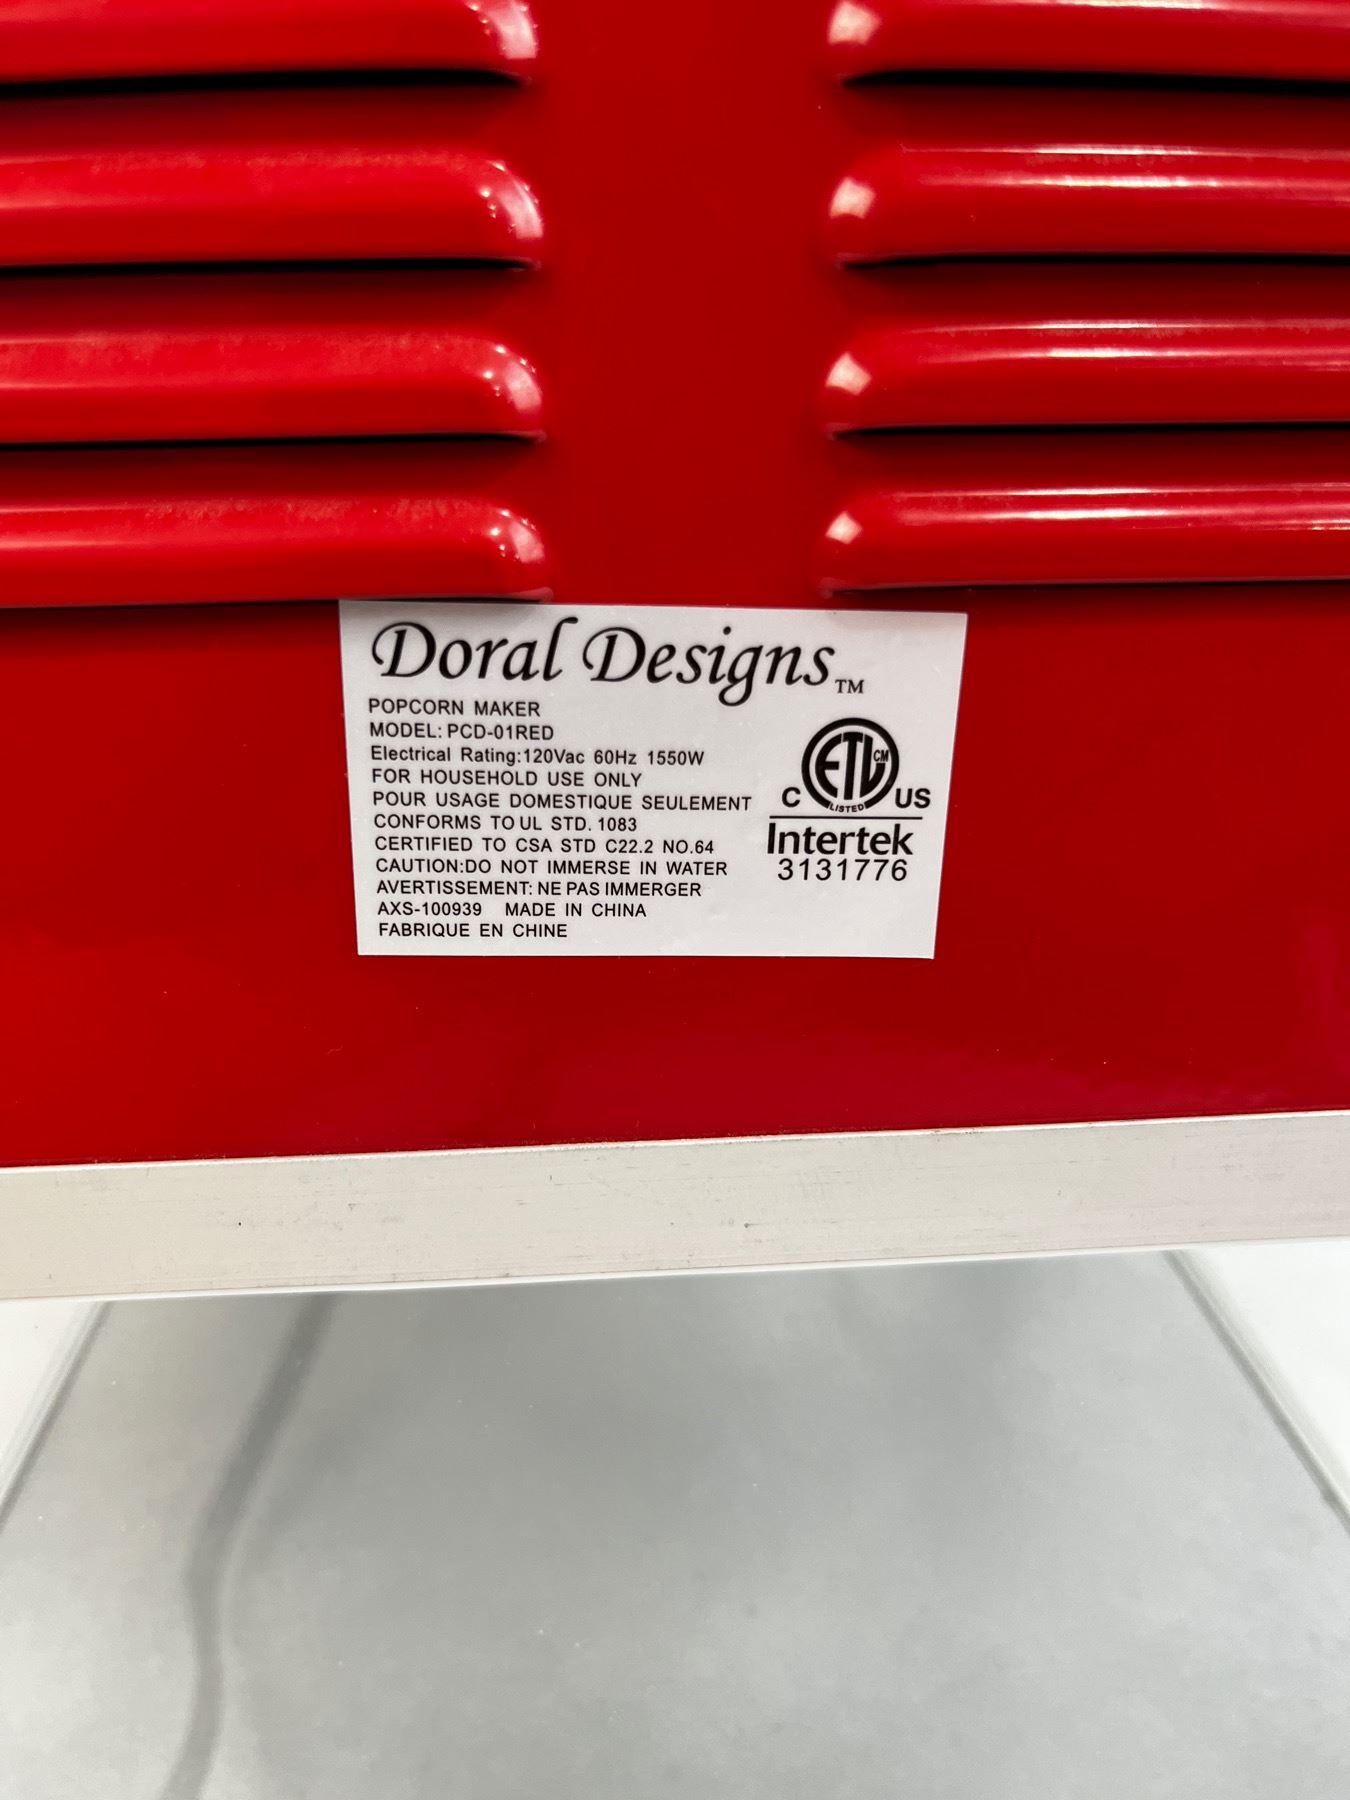 Doral Designs™
POPCORN MAKER
MODEL: PCD-01RED
Electrical Rating:120Vac 60Hz 1550W
FOR HOUSEHOLD USE ONLY
POUR USAGE DOMESTIQUE SEULEMENT
CONFORMS TO UL STD. 1083
CERTIFIED TO CSA STD C22.2 NO.64
CAUTION:DO NOT IMMERSE IN WATER
AVERTISSEMENT: NE PAS IMMERGER
AXS-100939 MADE IN CHINA
FABRIQUE EN CHINE
ETL CM
LISTED
C US
Intertek
3131776